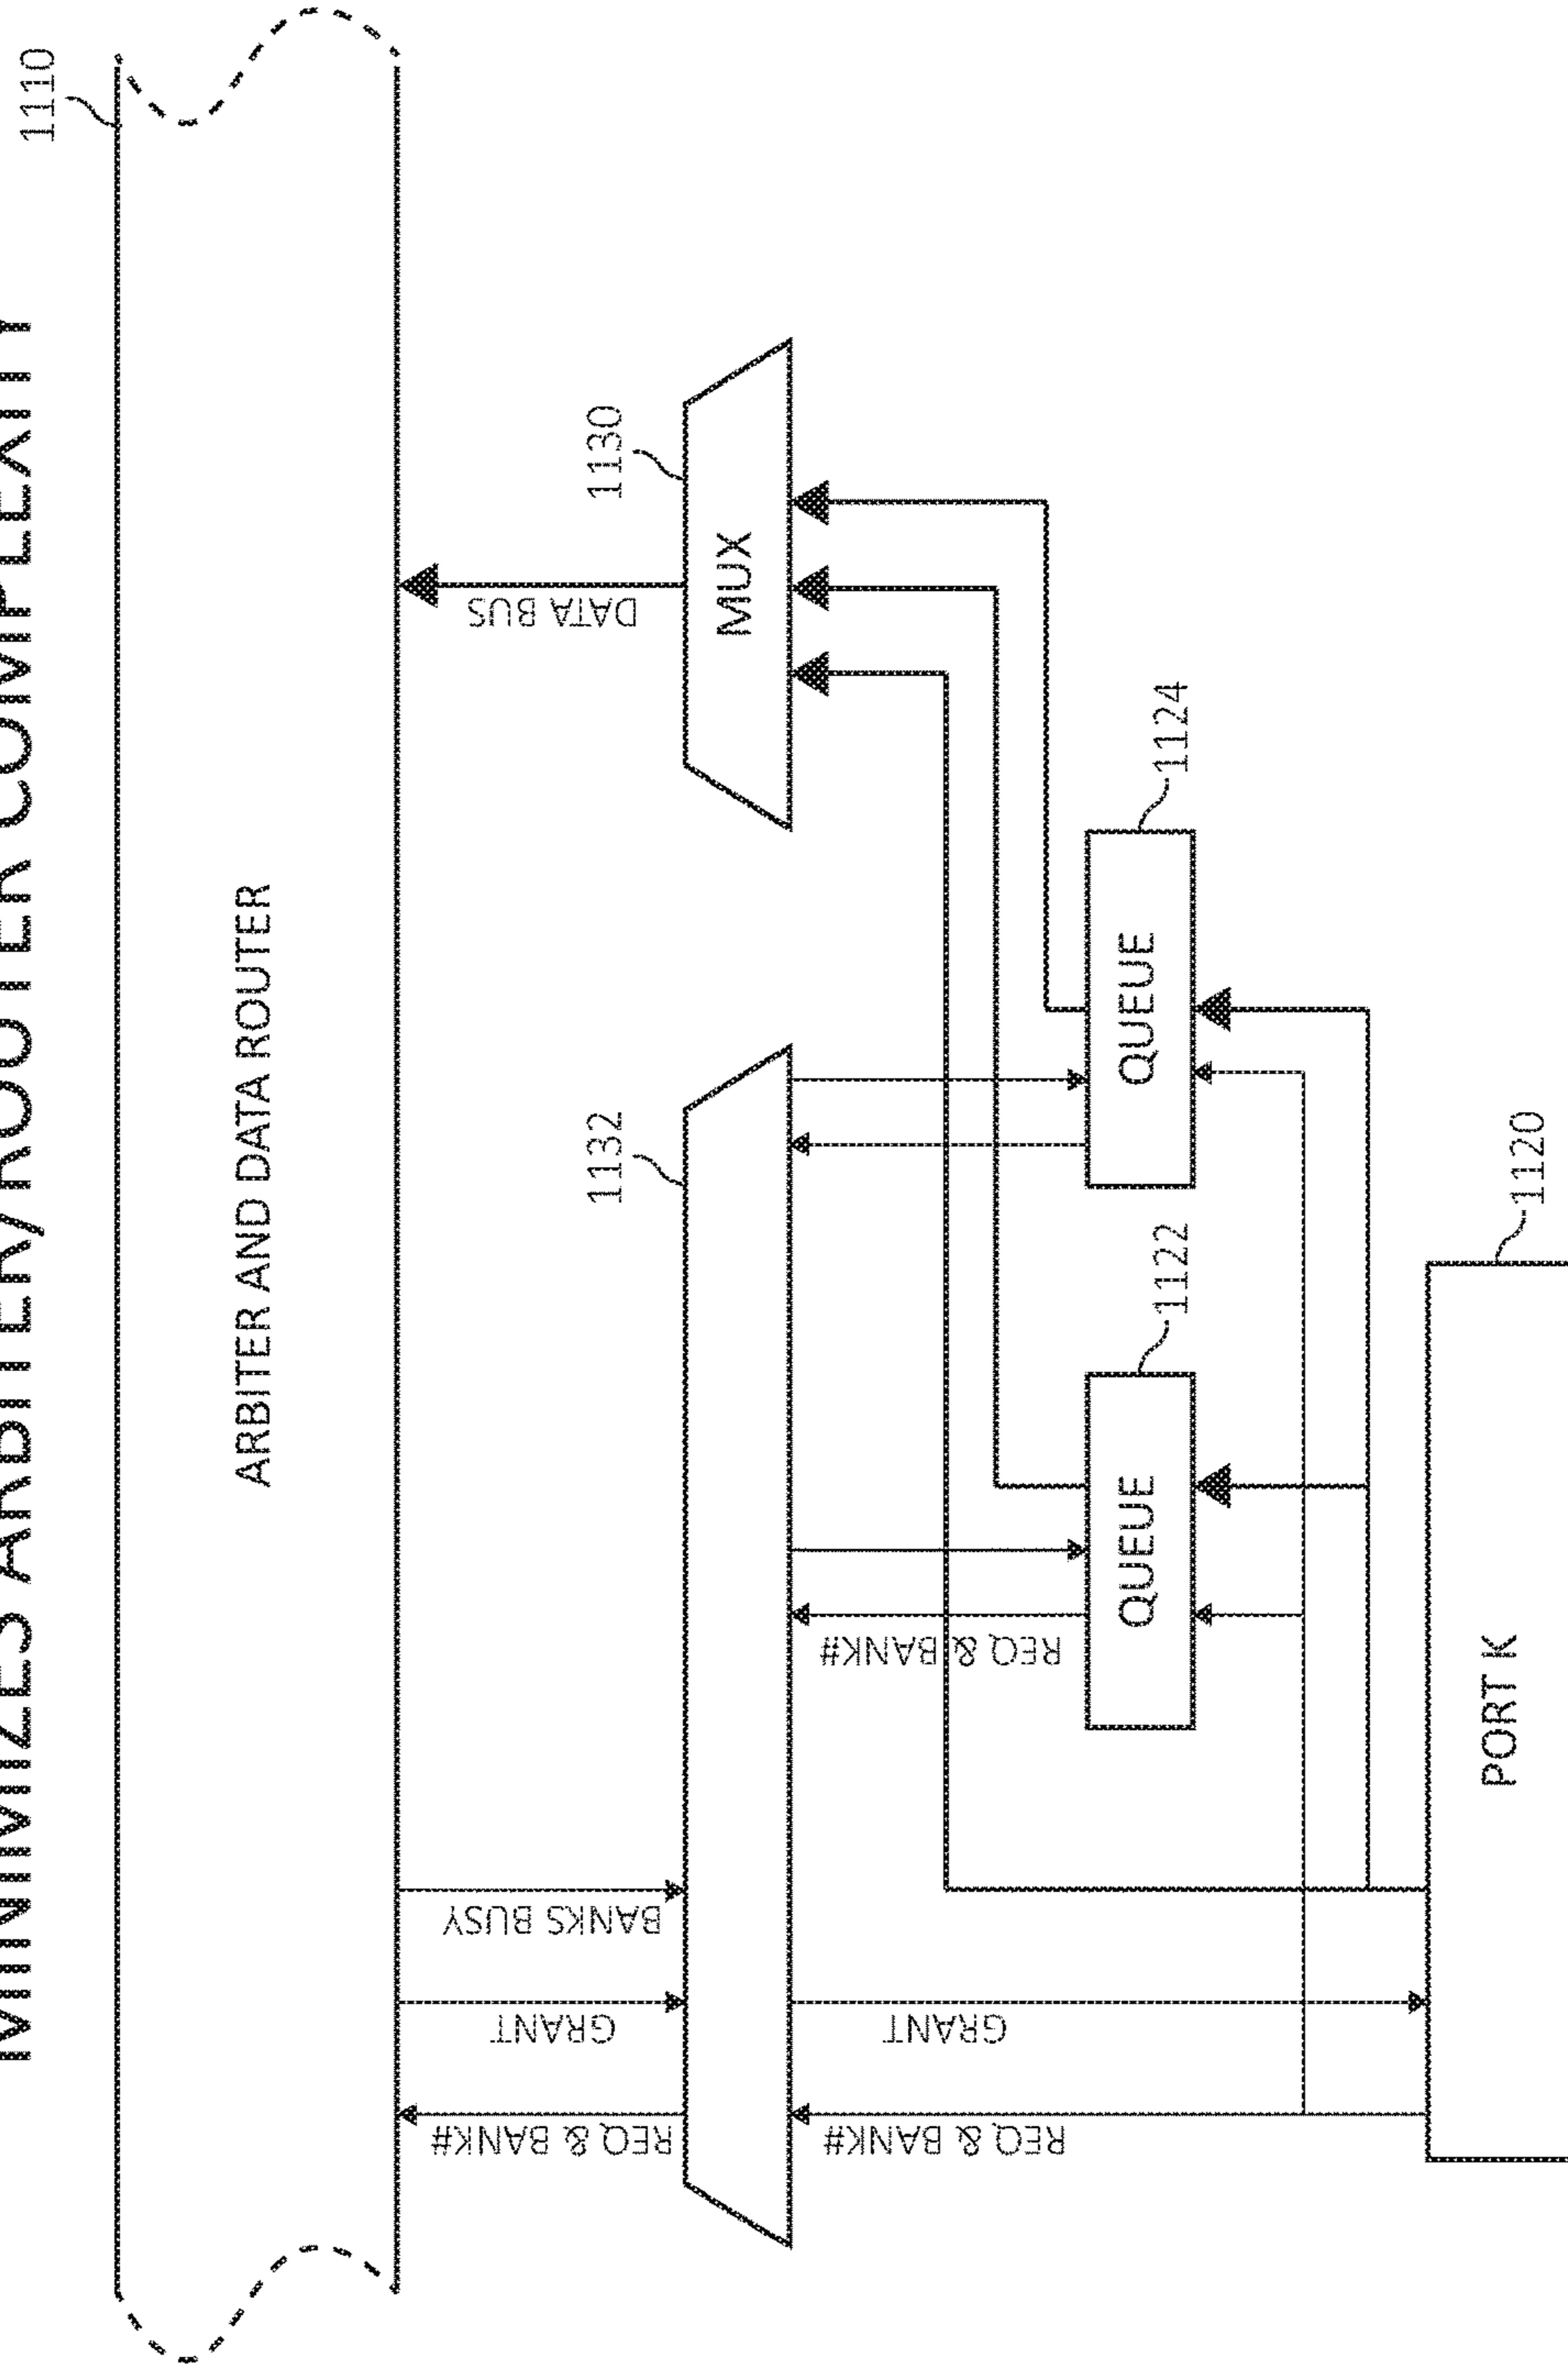 MINIMIZES ARBITER/ROUTER COMPLEXITY
1110
ARBITER AND DATA ROUTER
REQ & BANK#
GRANT
BANKS BUSY
DATA BUS
1132
1130
MUX
REQ & BANK#
GRANT
REQ & BANK#
QUEUE
1122
QUEUE
1124
PORT K
1120